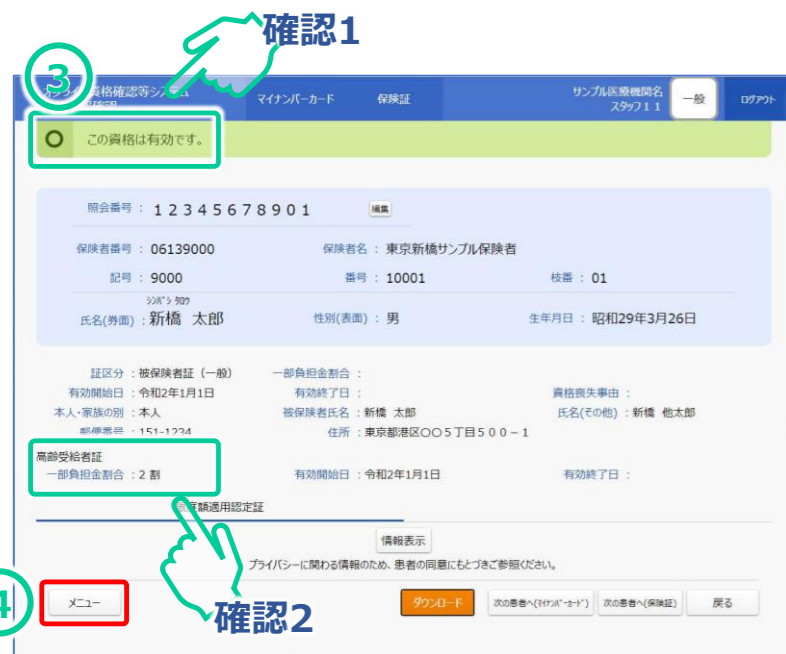 確認1
③
格確認等システム
マイナンバーカード 保険証 サンプル医療機関名 スタッフ11 一般 ログアウト
この資格は有効です。
照会番号 : 12345678901 編集
保険者番号 : 06139000 保険者名 : 東京新橋サンプル保険者
記号 : 9000 番号 : 10001 枝番 : 01
ｼﾝﾊﾞｼ ﾀﾛｳ
氏名(券面) : 新橋 太郎 性別(表面) : 男 生年月日 : 昭和29年3月26日
証区分 : 被保険者証（一般） 一部負担金割合 :
有効開始日 : 令和2年1月1日 有効終了日 : 資格喪失事由 :
本人・家族の別 : 本人 被保険者氏名 : 新橋 太郎 氏名(その他) : 新橋 他太郎
郵便番号 : 151-1234 住所 : 東京都港区〇〇5丁目500－1
高齢受給者証
一部負担金割合 : 2割 有効開始日 : 令和2年1月1日 有効終了日 :
度額適用認定証
情報表示
プライバシーに関わる情報のため、患者の同意にもとづきご参照ください。
4
メニュー ダウンロード 次の患者へ(ﾏｲﾅﾝﾊﾞｰｶｰﾄﾞ) 次の患者へ(保険証) 戻る
確認2